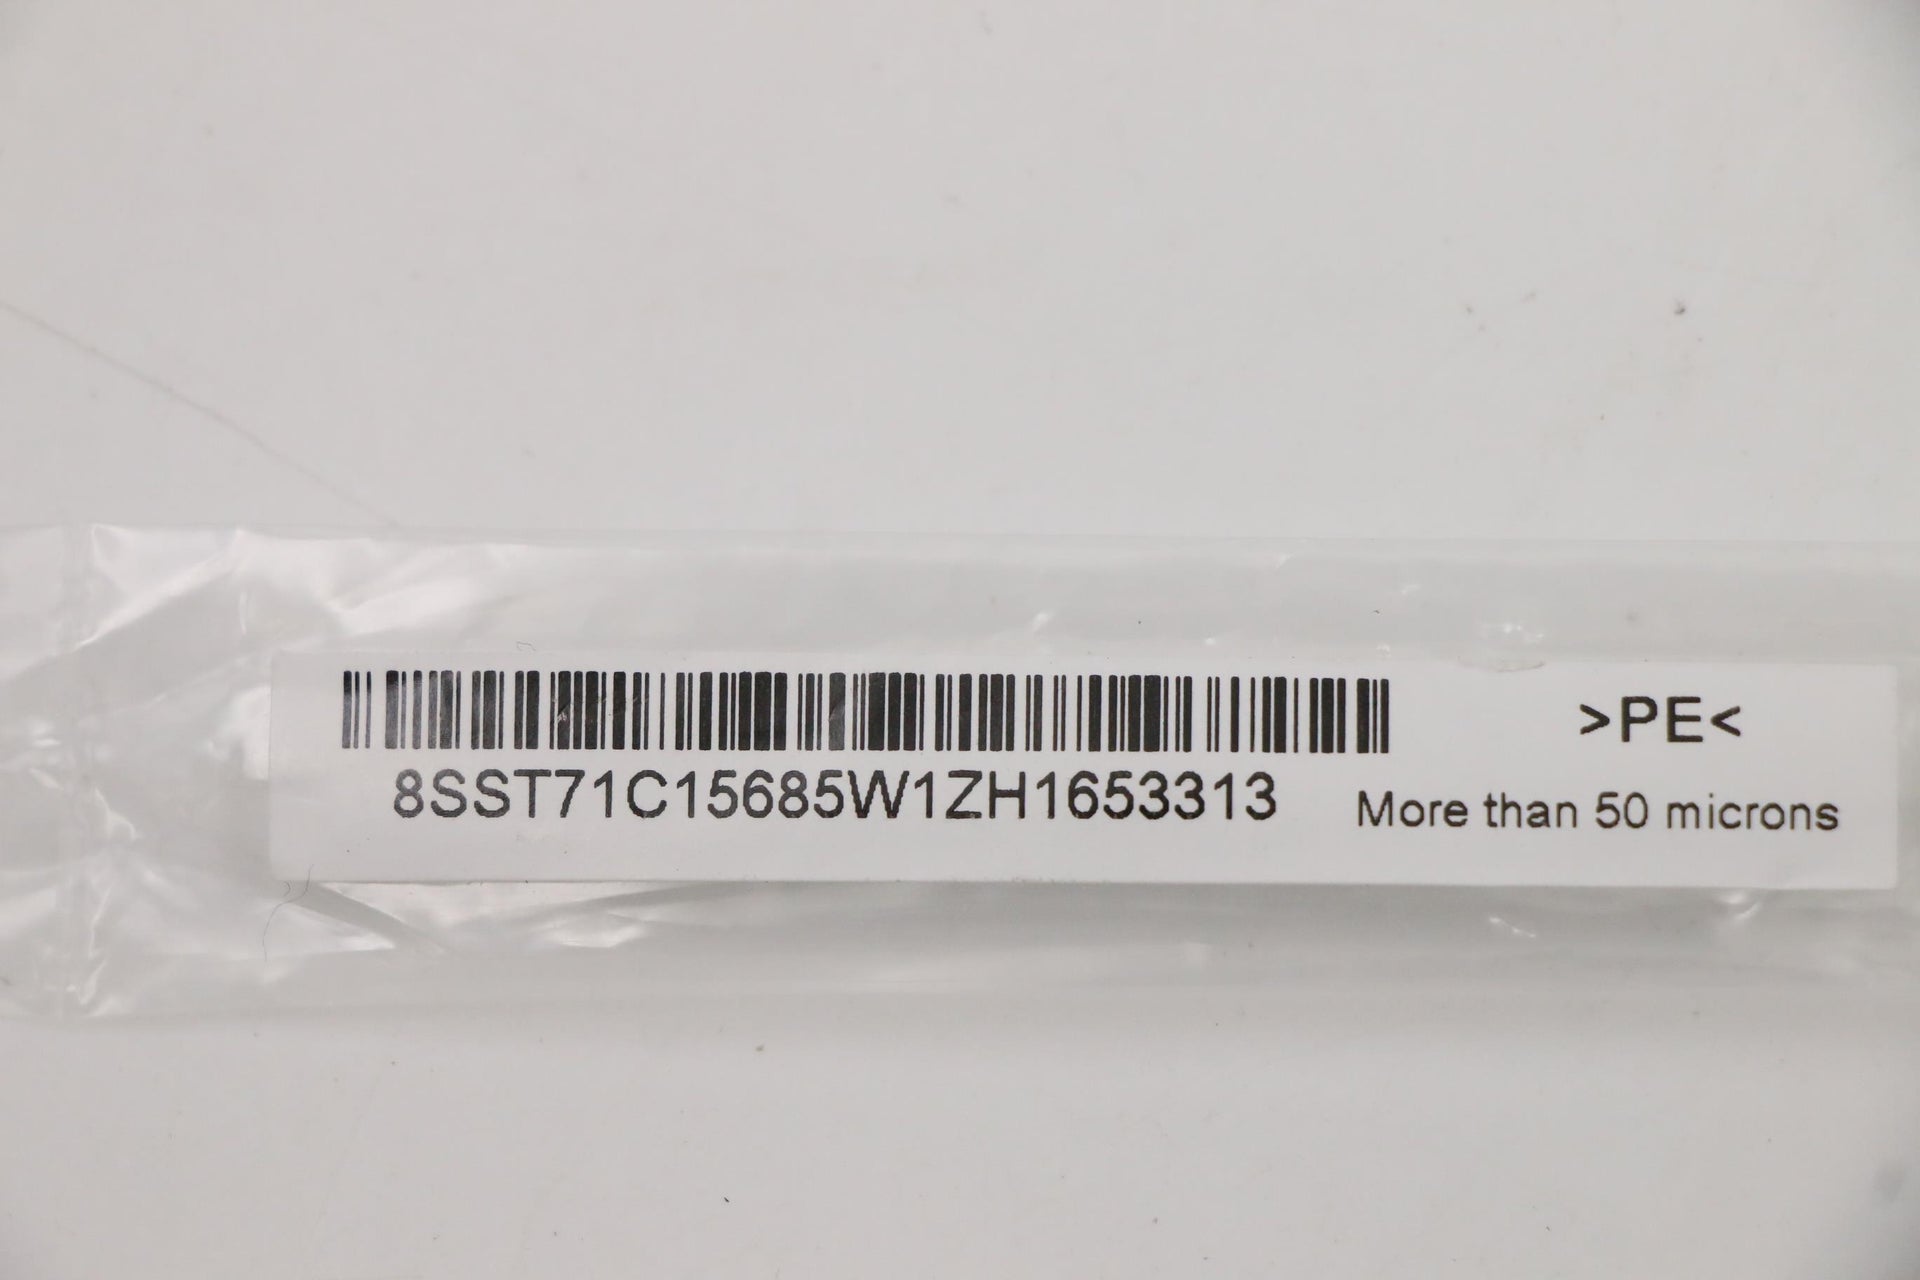 8SST71C15685W1ZH1653313
>PE<
More than 50 microns